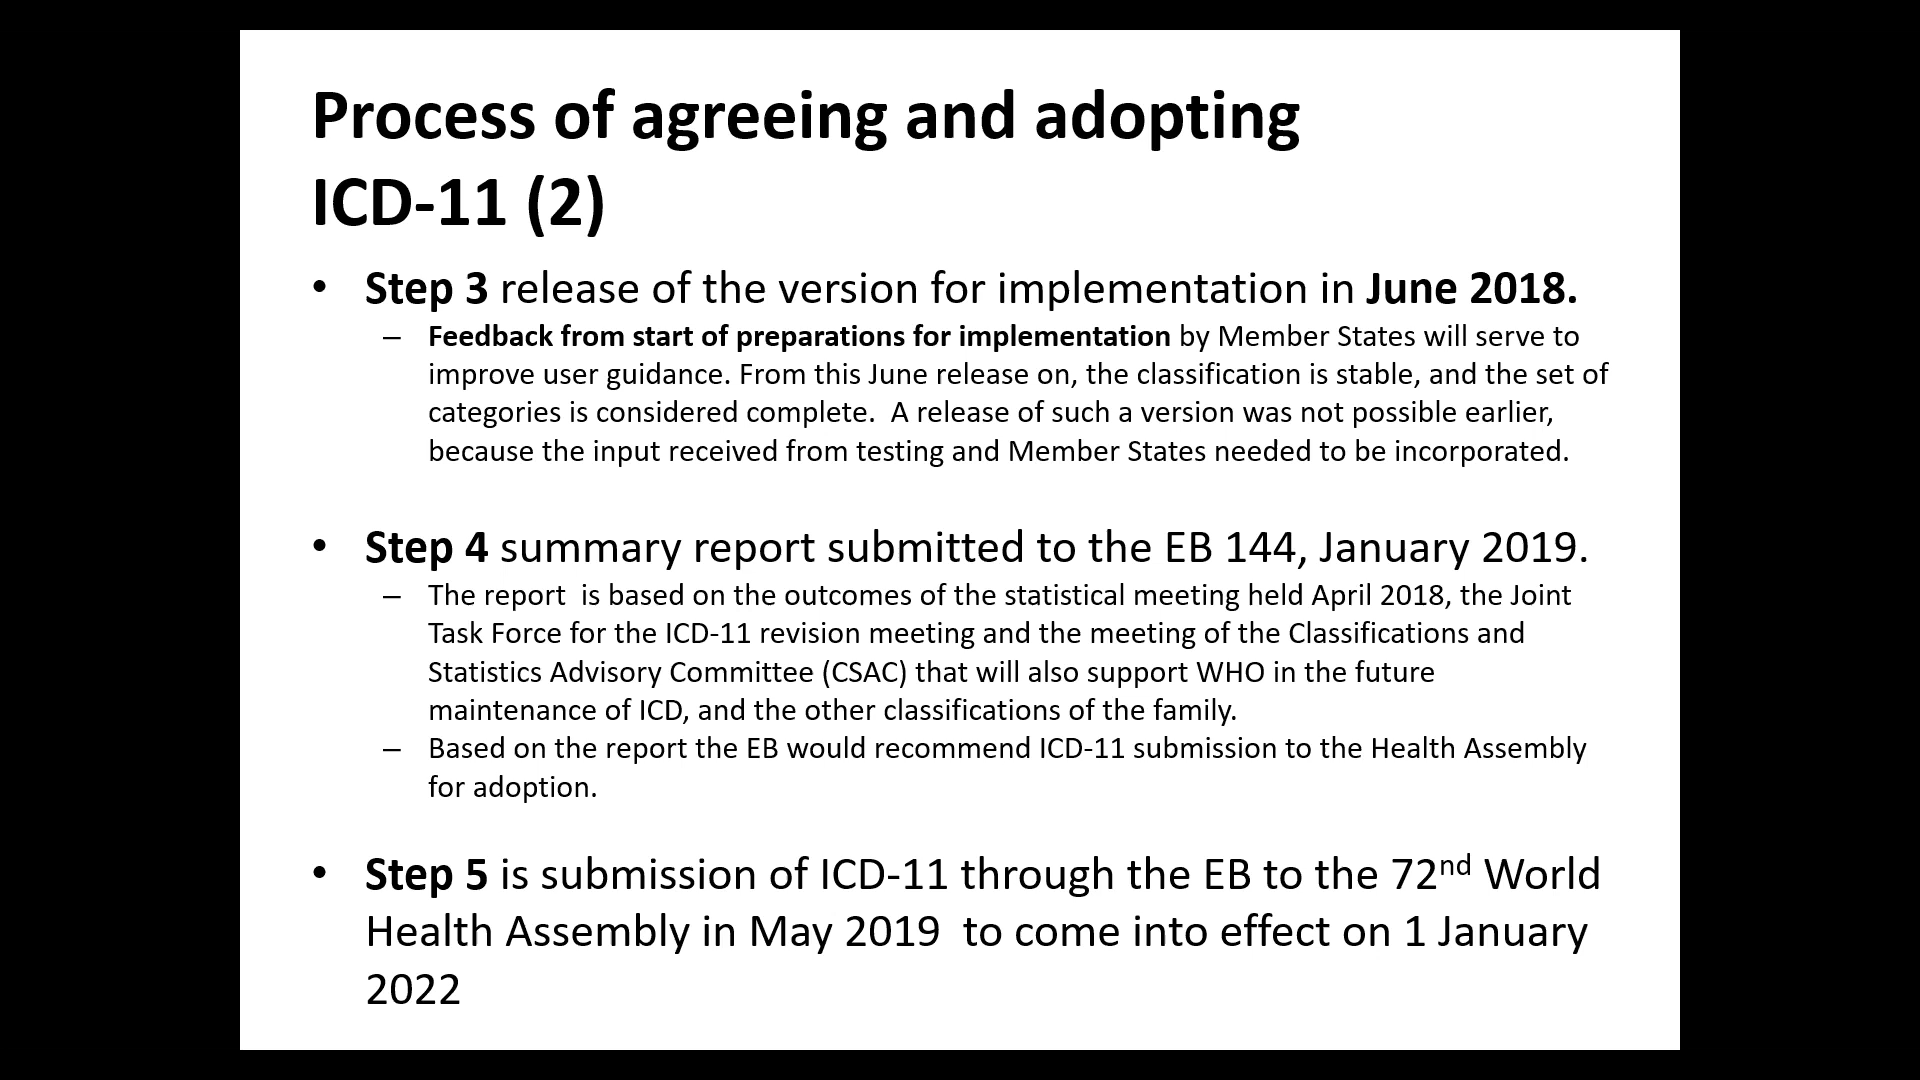 Process of agreeing and adopting
ICD-11 (2)
• Step 3 release of the version for implementation in June 2018.
– Feedback from start of preparations for implementation by Member States will serve to
improve user guidance. From this June release on, the classification is stable, and the set of
categories is considered complete.  A release of such a version was not possible earlier,
because the input received from testing and Member States needed to be incorporated.
• Step 4 summary report submitted to the EB 144, January 2019.
– The report  is based on the outcomes of the statistical meeting held April 2018, the Joint
Task Force for the ICD-11 revision meeting and the meeting of the Classifications and
Statistics Advisory Committee (CSAC) that will also support WHO in the future
maintenance of ICD, and the other classifications of the family.
– Based on the report the EB would recommend ICD-11 submission to the Health Assembly
for adoption.
• Step 5 is submission of ICD-11 through the EB to the 72nd World
Health Assembly in May 2019  to come into effect on 1 January
2022